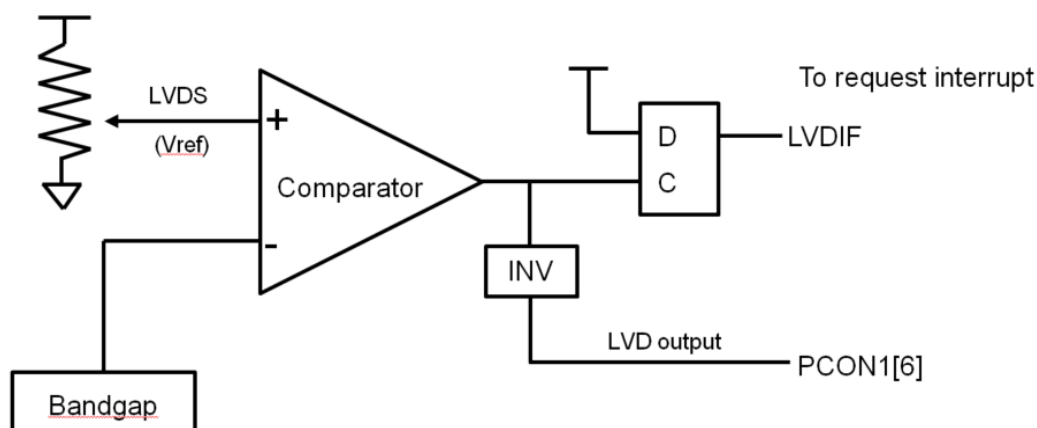 To request interrupt
LVDS
(Vref)
+
D
LVDIF
Comparator
C
-
INV
LVD output
PCON1[6]
Bandgap